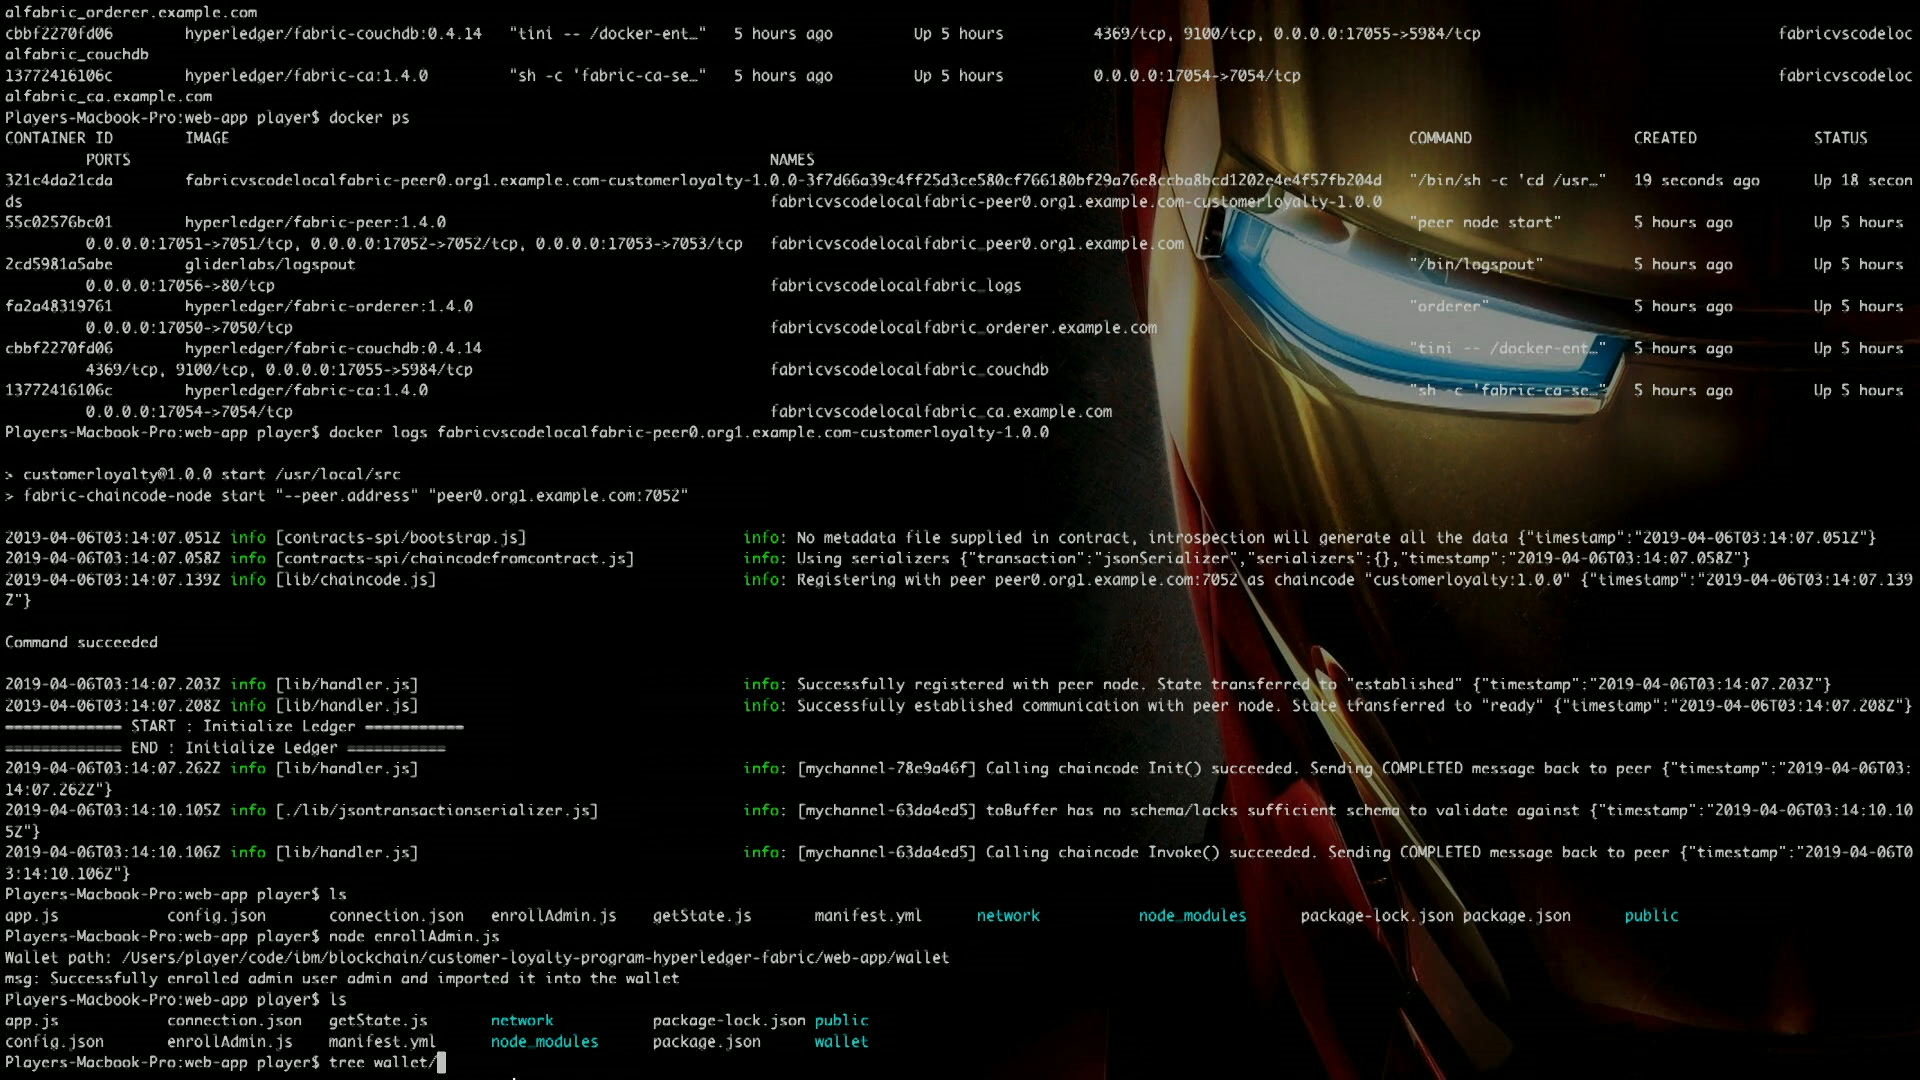 alfabric_orderer.example.com
cbbf2270fd06        hyperledger/fabric-couchdb:0.4.14   "tini -- /docker-ent…"   5 hours ago         Up 5 hours          4369/tcp, 9100/tcp, 0.0.0.0:17055->5984/tcp                                 fabricvscodeloc
alfabric_couchdb
13772416106c        hyperledger/fabric-ca:1.4.0         "sh -c 'fabric-ca-se…"   5 hours ago         Up 5 hours          0.0.0.0:17054->7054/tcp                                                     fabricvscodeloc
alfabric_ca.example.com
Players-Macbook-Pro:web-app player$ docker ps
CONTAINER ID        IMAGE                                                                                                                                   COMMAND                  CREATED             STATUS
         PORTS                                                                       NAMES
321c4da21cda        fabricvscodelocalfabric-peer0.org1.example.com-customerloyalty-1.0.0-3f7d66a39c4ff25d3ce580cf766180bf29a76e8ccba8bcd1202e4e4f57fb204d   "/bin/sh -c 'cd /usr…"   19 seconds ago      Up 18 secon
ds                                                                                   fabricvscodelocalfabric-peer0.org1.example.com-customerloyalty-1.0.0
55c02576bc01        hyperledger/fabric-peer:1.4.0                                                                                                           "peer node start"        5 hours ago         Up 5 hours
         0.0.0.0:17051->7051/tcp, 0.0.0.0:17052->7052/tcp, 0.0.0.0:17053->7053/tcp   fabricvscodelocalfabric_peer0.org1.example.com
2cd5981a5abe        gliderlabs/logspout                                                                                                                     "/bin/logspout"          5 hours ago         Up 5 hours
         0.0.0.0:17056->80/tcp                                                       fabricvscodelocalfabric_logs
fa2a48319761        hyperledger/fabric-orderer:1.4.0                                                                                                        "orderer"                5 hours ago         Up 5 hours
         0.0.0.0:17050->7050/tcp                                                     fabricvscodelocalfabric_orderer.example.com
cbbf2270fd06        hyperledger/fabric-couchdb:0.4.14                                                                                                       "tini -- /docker-ent…"   5 hours ago         Up 5 hours
         4369/tcp, 9100/tcp, 0.0.0.0:17055->5984/tcp                                 fabricvscodelocalfabric_couchdb
13772416106c        hyperledger/fabric-ca:1.4.0                                                                                                             "sh -c 'fabric-ca-se…"   5 hours ago         Up 5 hours
         0.0.0.0:17054->7054/tcp                                                     fabricvscodelocalfabric_ca.example.com
Players-Macbook-Pro:web-app player$ docker logs fabricvscodelocalfabric-peer0.org1.example.com-customerloyalty-1.0.0
> customerloyalty@1.0.0 start /usr/local/src
> fabric-chaincode-node start "--peer.address" "peer0.org1.example.com:7052"
2019-04-06T03:14:07.051Z info [contracts-spi/bootstrap.js]                        info: No metadata file supplied in contract, introspection will generate all the data {"timestamp":"2019-04-06T03:14:07.051Z"}
2019-04-06T03:14:07.058Z info [contracts-spi/chaincodefromcontract.js]            info: Using serializers {"transaction":"jsonSerializer","serializers":{},"timestamp":"2019-04-06T03:14:07.058Z"}
2019-04-06T03:14:07.139Z info [lib/chaincode.js]                                  info: Registering with peer peer0.org1.example.com:7052 as chaincode "customerloyalty:1.0.0" {"timestamp":"2019-04-06T03:14:07.139
Z"}
Command succeeded
2019-04-06T03:14:07.203Z info [lib/handler.js]                                    info: Successfully registered with peer node. State transferred to "established" {"timestamp":"2019-04-06T03:14:07.203Z"}
2019-04-06T03:14:07.208Z info [lib/handler.js]                                    info: Successfully established communication with peer node. State transferred to "ready" {"timestamp":"2019-04-06T03:14:07.208Z"}
============= START : Initialize Ledger ===========
============= END : Initialize Ledger ===========
2019-04-06T03:14:07.262Z info [lib/handler.js]                                    info: [mychannel-78e9a46f] Calling chaincode Init() succeeded. Sending COMPLETED message back to peer {"timestamp":"2019-04-06T03:
14:07.262Z"}
2019-04-06T03:14:10.105Z info [./lib/jsontransactionserializer.js]                info: [mychannel-63da4ed5] toBuffer has no schema/lacks sufficient schema to validate against {"timestamp":"2019-04-06T03:14:10.10
5Z"}
2019-04-06T03:14:10.106Z info [lib/handler.js]                                    info: [mychannel-63da4ed5] Calling chaincode Invoke() succeeded. Sending COMPLETED message back to peer {"timestamp":"2019-04-06T0
3:14:10.106Z"}
Players-Macbook-Pro:web-app player$ ls
app.js            config.json       connection.json   enrollAdmin.js    getState.js       manifest.yml      network           node_modules      package-lock.json package.json      public
Players-Macbook-Pro:web-app player$ node enrollAdmin.js
Wallet path: /Users/player/code/ibm/blockchain/customer-loyalty-program-hyperledger-fabric/web-app/wallet
msg: Successfully enrolled admin user admin and imported it into the wallet
Players-Macbook-Pro:web-app player$ ls
app.js            connection.json   getState.js       network           package-lock.json public
config.json       enrollAdmin.js    manifest.yml      node_modules      package.json      wallet
Players-Macbook-Pro:web-app player$ tree wallet/